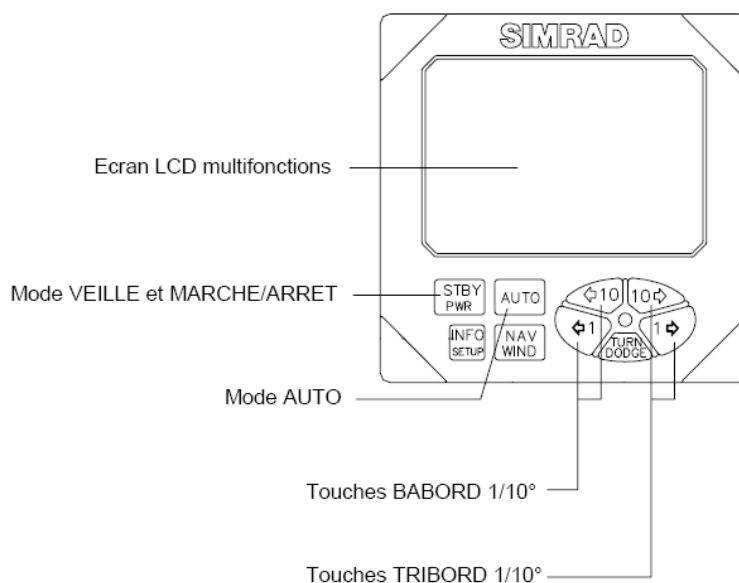 SIMRAD
Ecran LCD multifonctions
Mode VEILLE et MARCHE/ARRET
STBY
PWR
AUTO
⇦10
10⇨
⇦1
1⇨
INFO
SETUP
NAV
WIND
TURN
DODGE
Mode AUTO
Touches BABORD 1/10°
Touches TRIBORD 1/10°